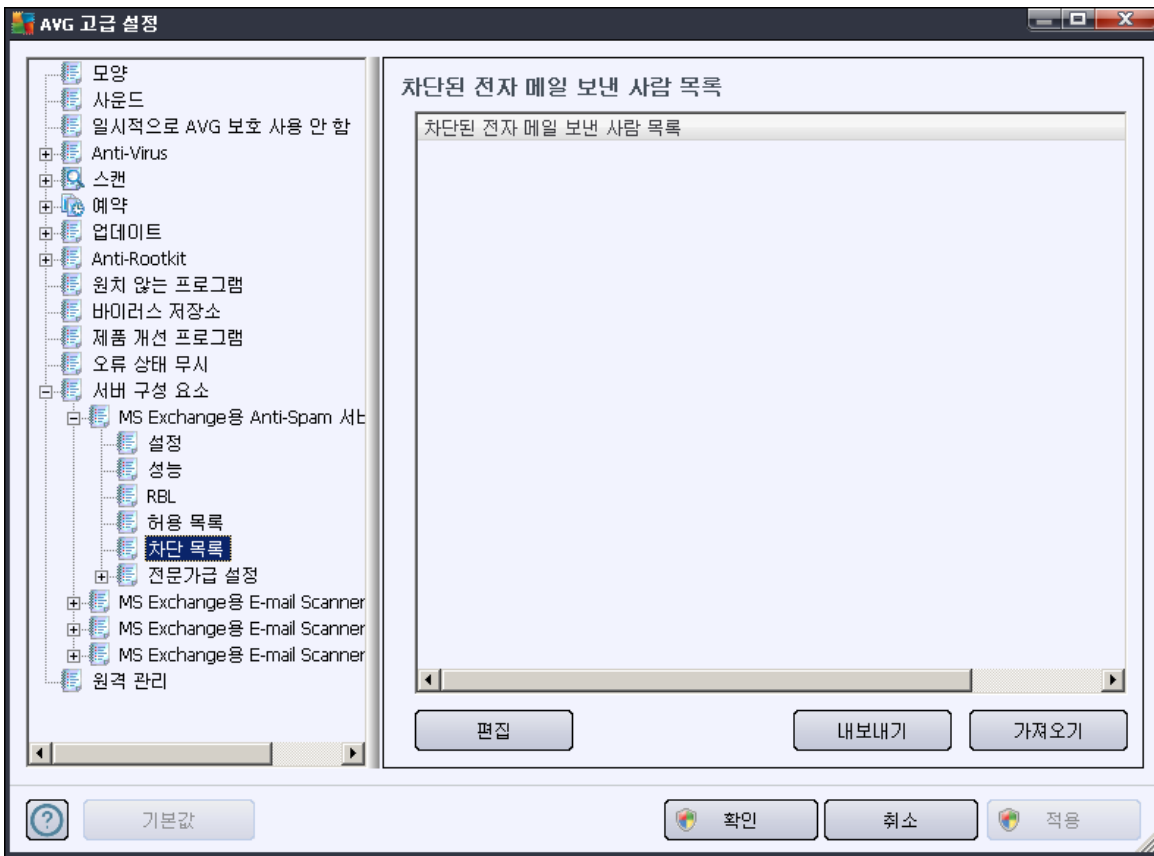 AVG 고급 설정
모양
사운드
일시적으로 AVG 보호 사용 안 함
Anti-Virus
스캔
예약
업데이트
Anti-Rootkit
원치 않는 프로그램
바이러스 저장소
제품 개선 프로그램
오류 상태 무시
서버 구성 요소
MS Exchange용 Anti-Spam
설정
성능
RBL
허용 목록
차단 목록
전문가급 설정
MS Exchange용 E-mail Scanner
MS Exchange용 E-mail Scanner
MS Exchange용 E-mail Scanner
원격 관리
차단된 전자 메일 보낸 사람 목록
차단된 전자 메일 보낸 사람 목록
편집
내보내기
가져오기
기본값
확인
취소
적용